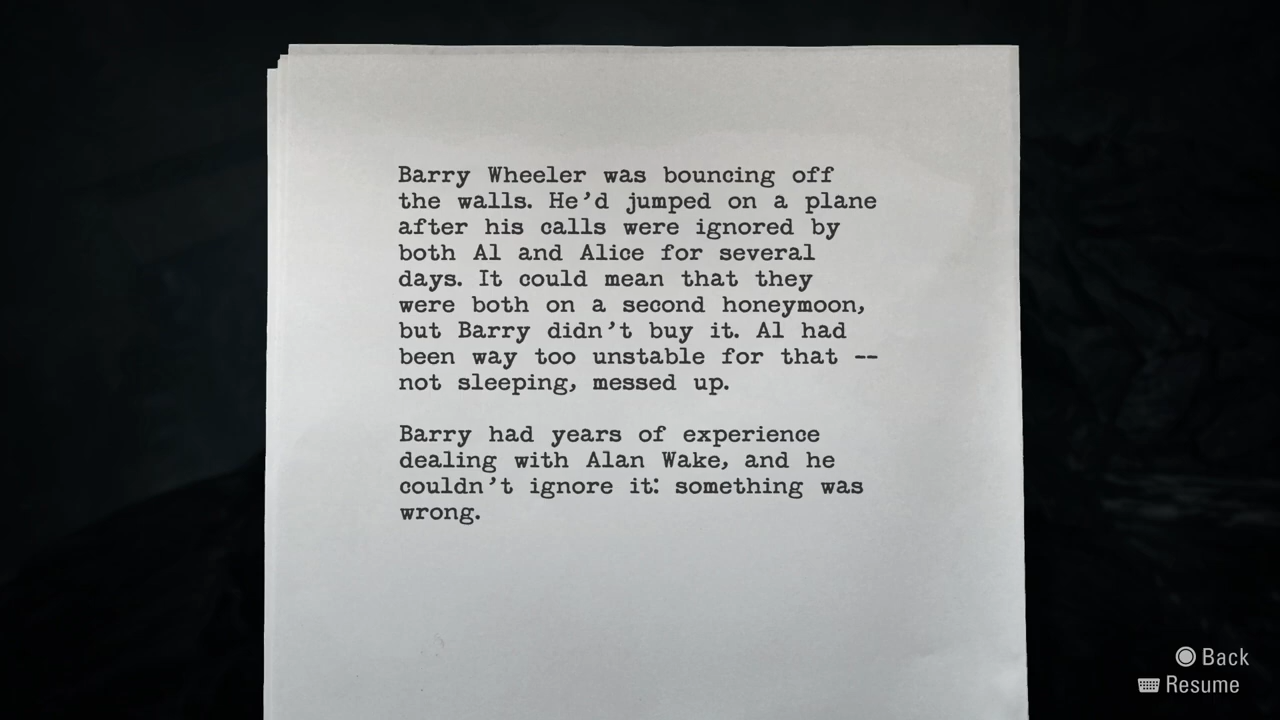 Barry Wheeler was bouncing off
the walls. He’d jumped on a plane
after his calls were ignored by
both Al and Alice for several
days. It could mean that they
were both on a second honeymoon,
but Barry didn’t buy it. Al had
been way too unstable for that --
not sleeping, messed up.
Barry had years of experience
dealing with Alan Wake, and he
couldn’t ignore it: something was
wrong.
Back
Resume